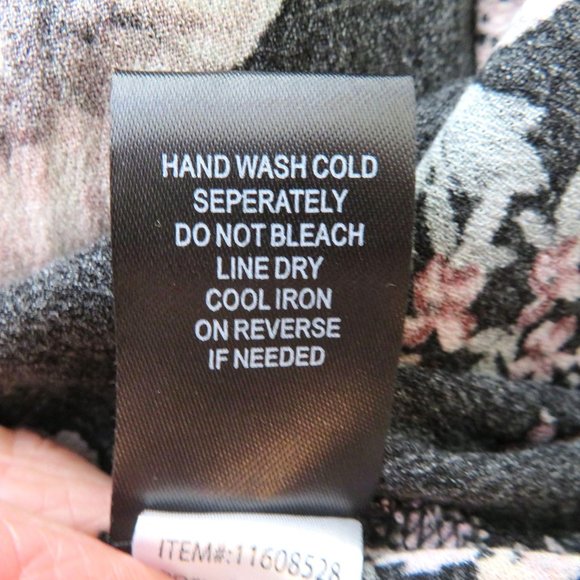 HAND WASH COLD
SEPERATELY
DO NOT BLEACH
LINE DRY
COOL IRON
ON REVERSE
IF NEEDED
ITEM#:11608528